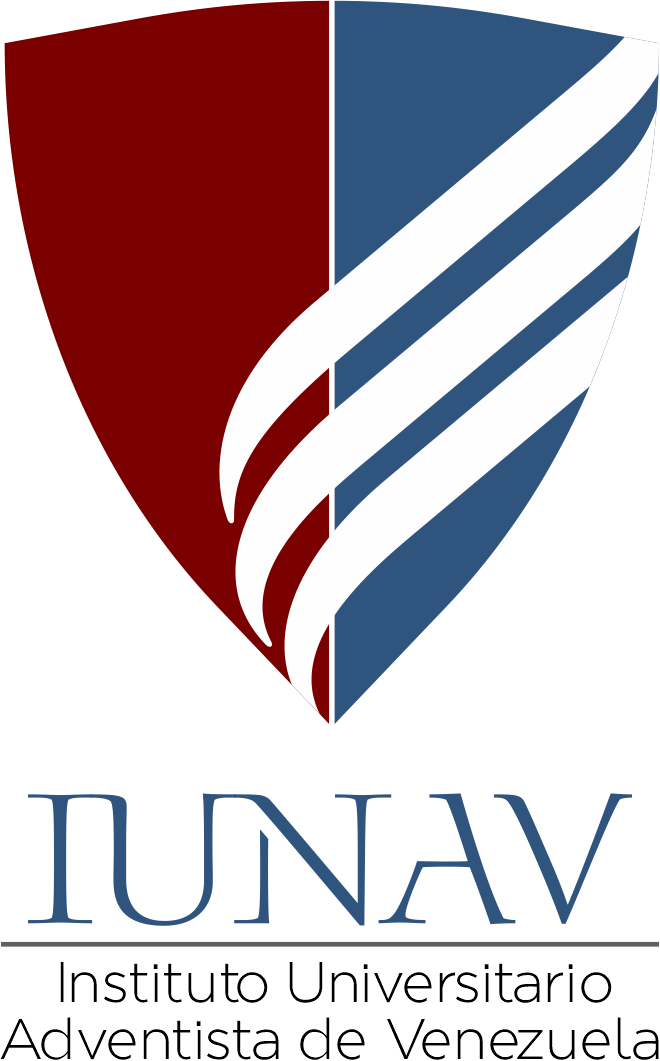 IUNAV
Instituto Universitario
Adventista de Venezuela